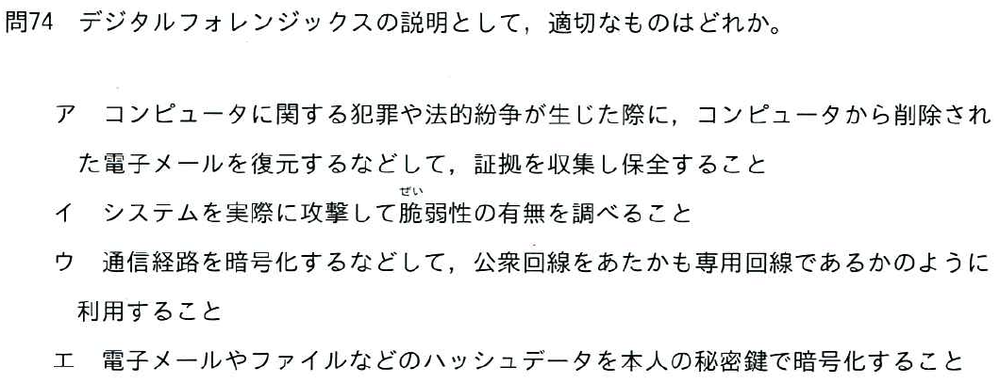 問74 デジタルフォレンジックスの説明として，適切なものはどれか。
ア コンピュータに関する犯罪や法的紛争が生じた際に，コンピュータから削除され
た電子メールを復元するなどして，証拠を収集し保全すること
ぜい
イ システムを実際に攻撃して脆弱性の有無を調べること
ウ 通信経路を暗号化するなどして，公衆回線をあたかも専用回線であるかのように
利用すること
エ 電子メールやファイルなどのハッシュデータを本人の秘密鍵で暗号化すること